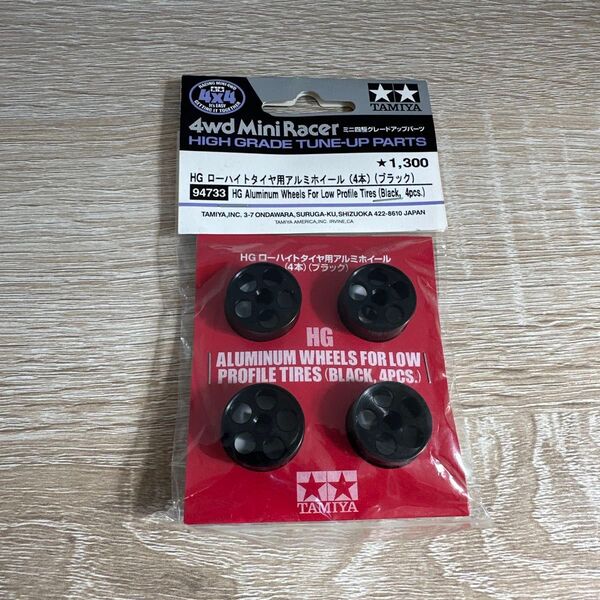 RACING MINI 4WD
4x4
It's EASY
GETTING IT TOGETHER
TAMIYA
4wd Mini Racer ミニ四駆グレードアップパーツ
HIGH GRADE TUNE-UP PARTS
★1,300
HG ローハイトタイヤ用アルミホイール (4本) (ブラック)
94733 HG Aluminum Wheels For Low Profile Tires (Black, 4pcs.)
TAMIYA,INC. 3-7 ONDAWARA, SURUGA-KU, SHIZUOKA 422-8610 JAPAN
TAMIYA AMERICA, INC. IRVINE, CA.
HG ローハイトタイヤ用アルミホイール
(4本) (ブラック)
HG
ALUMINUM WHEELS FOR LOW
PROFILE TIRES (BLACK, 4PCS.)
TAMIYA